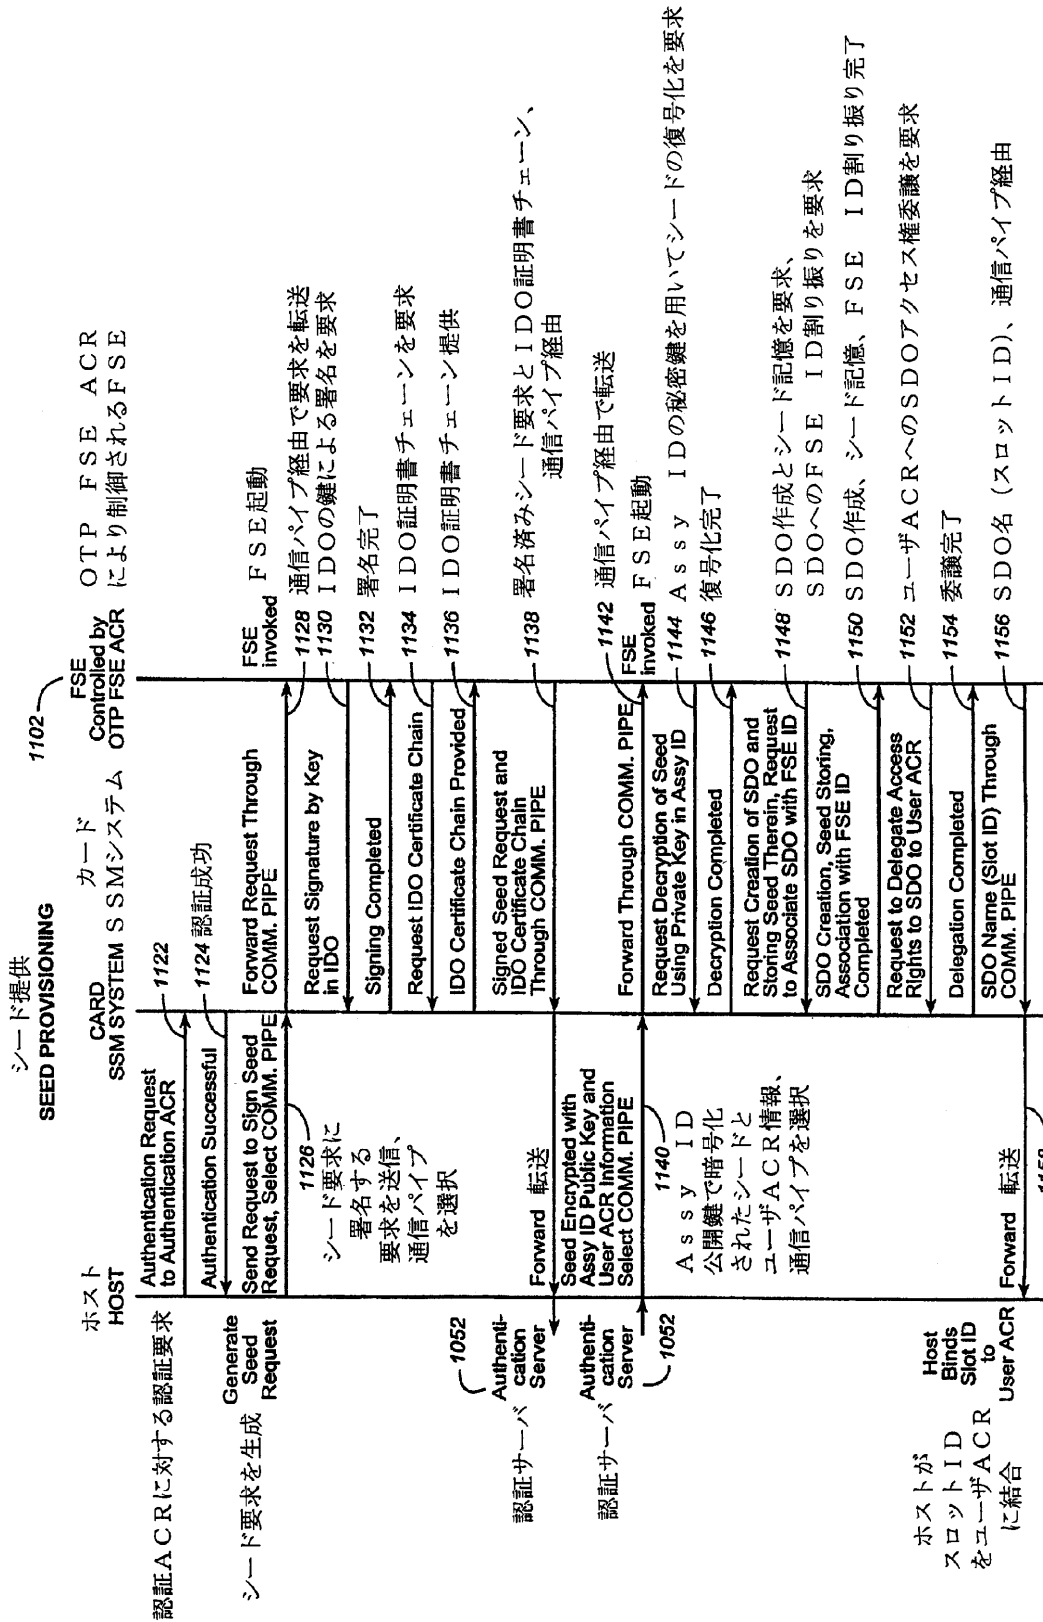 シード提供
SEED PROVISIONING
ホスト
HOST
カード
CARD
SSM SYSTEM ＳＳＭシステム
1102
FSE
Controlled by
OTP FSE ACR
ＯＴＰ ＦＳＥ ＡＣＲ
により制御されるＦＳＥ
認証ＡＣＲに対する認証要求
Authentication Request
to Authentication ACR
1122
Authentication Successful
1124 認証成功
シード要求を生成
Generate
Seed
Request
Send Request to Sign Seed
Request, Select COMM. PIPE
1126
シード要求に
署名する
要求を送信、
通信パイプ
を選択
Forward Request Through
COMM. PIPE
FSE
invoked
ＦＳＥ起動
1128 通信パイプ経由で要求を転送
Request Signature by Key
in IDO
1130 ＩＤＯの鍵による署名を要求
Signing Completed
1132 署名完了
Request IDO Certificate Chain
1134 ＩＤＯ証明書チェーンを要求
IDO Certificate Chain Provided
1136 ＩＤＯ証明書チェーン提供
Signed Seed Request and
IDO Certificate Chain
Through COMM. PIPE
1138 署名済みシード要求とＩＤＯ証明書チェーン、
通信パイプ経由
Forward 転送
1052
Authenti-
cation
Server
認証サーバ
Authenti-
cation
Server
1052
認証サーバ
Seed Encrypted with
Assy ID Public Key and
User ACR Information
Select COMM. PIPE
1140
Ａｓｓｙ ＩＤ
公開鍵で暗号化
されたシードと
ユーザＡＣＲ情報、
通信パイプを選択
Forward Through COMM. PIPE
1142 通信パイプ経由で転送
FSE
invoked
ＦＳＥ起動
Request Decryption of Seed
Using Private Key in Assy ID
1144 Ａｓｓｙ ＩＤの秘密鍵を用いてシードの復号化を要求
Decryption Completed
1146 復号化完了
Request Creation of SDO and
Storing Seed Therein, Request
to Associate SDO with FSE ID
1148 ＳＤＯ作成とシード記憶を要求、
ＳＤＯへのＦＳＥ ＩＤ割り振りを要求
SDO Creation, Seed Storing,
Association with FSE ID
Completed
1150 ＳＤＯ作成、シード記憶、ＦＳＥ ＩＤ割り振り完了
Request to Delegate Access
Rights to SDO to User ACR
1152 ユーザＡＣＲへのＳＤＯアクセス権委譲を要求
Delegation Completed
1154 委譲完了
SDO Name (Slot ID) Through
COMM. PIPE
1156 ＳＤＯ名（スロットＩＤ）、通信パイプ経由
Forward 転送
Host
Binds
Slot ID
to
User ACR
ホストが
スロットＩＤ
をユーザＡＣＲ
に結合